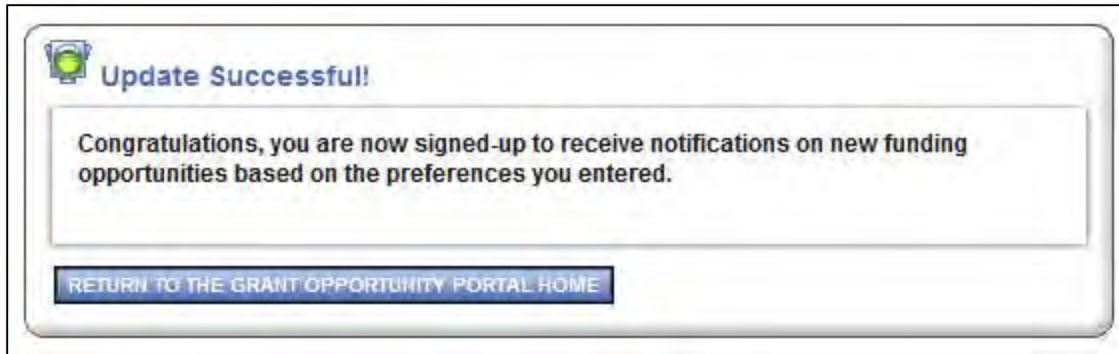 Update Successful!
Congratulations, you are now signed-up to receive notifications on new funding
opportunities based on the preferences you entered.
RETURN TO THE GRANT OPPORTUNITY PORTAL HOME